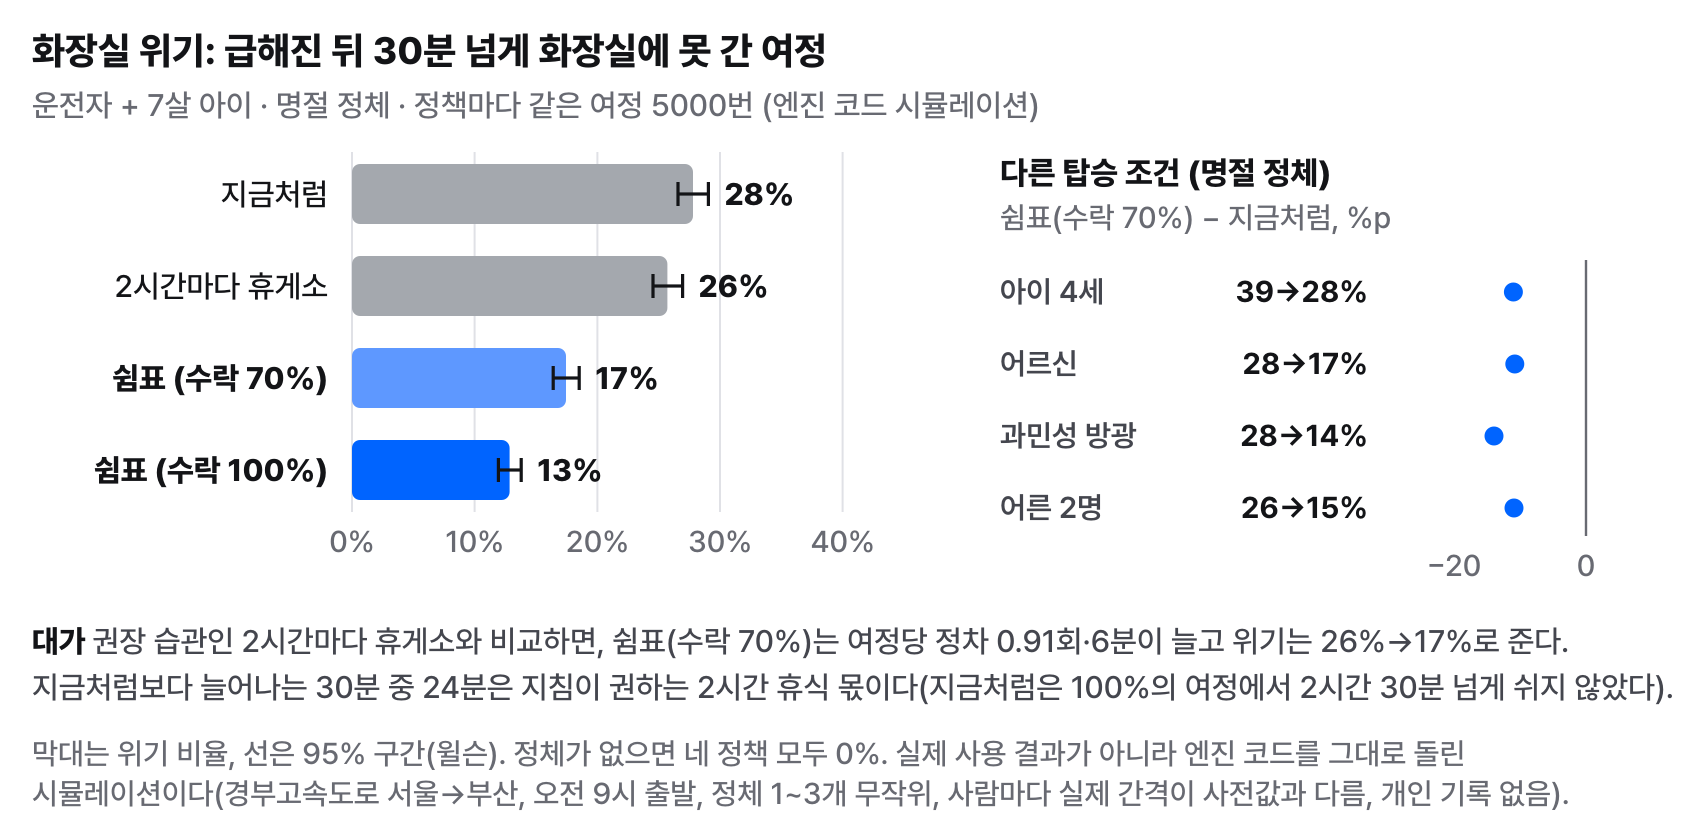 화장실 위기: 급해진 뒤 30분 넘게 화장실에 못 간 여정
운전자 + 7살 아이 · 명절 정체 · 정책마다 같은 여정 5000번 (엔진 코드 시뮬레이션)
지금처럼 28%
2시간마다 휴게소 26%
쉼표 (수락 70%) 17%
쉼표 (수락 100%) 13%
0% 10% 20% 30% 40%
다른 탑승 조건 (명절 정체)
쉼표(수락 70%) − 지금처럼, %p
아이 4세 39→28%
어르신 28→17%
과민성 방광 28→14%
어른 2명 26→15%
−20 0
대가 권장 습관인 2시간마다 휴게소와 비교하면, 쉼표(수락 70%)는 여정당 정차 0.91회·6분이 늘고 위기는 26%→17%로 준다.
지금처럼보다 늘어나는 30분 중 24분은 지침이 권하는 2시간 휴식 몫이다(지금처럼은 100%의 여정에서 2시간 30분 넘게 쉬지 않았다).
막대는 위기 비율, 선은 95% 구간(윌슨). 정체가 없으면 네 정책 모두 0%. 실제 사용 결과가 아니라 엔진 코드를 그대로 돌린
시뮬레이션이다(경부고속도로 서울→부산, 오전 9시 출발, 정체 1~3개 무작위, 사람마다 실제 간격이 사전값과 다름, 개인 기록 없음).